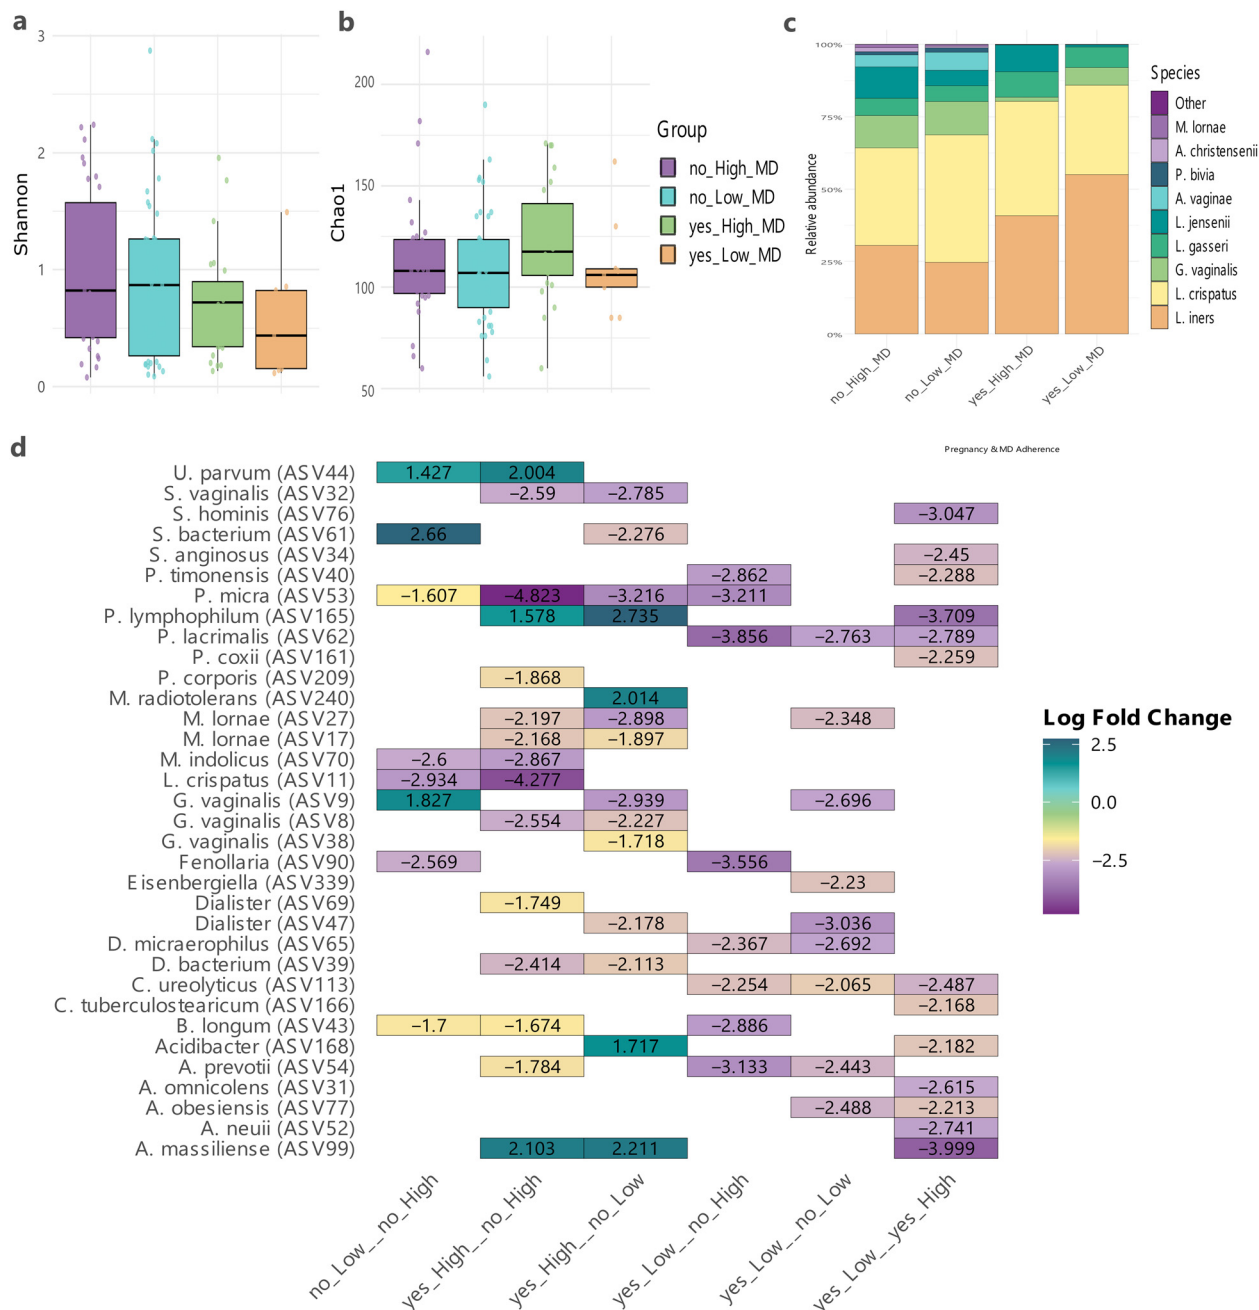 a
3
2
1
0
Shannon
b
200
150
100
50
Chao1
Group
no_High_MD
no_Low_MD
yes_High_MD
yes_Low_MD
c
100%
75%
50%
25%
0%
Relative abundance
no_High_MD
no_Low_MD
yes_High_MD
yes_Low_MD
Pregnancy & MD Adherence
Species
Other
M. lornae
A. christensenii
P. bivia
A. vaginae
L. jensenii
L. gasseri
G. vaginalis
L. crispatus
L. iners
d
U. parvum (ASV44) 1.427 2.004
S. vaginalis (ASV32) −2.59 −2.785
S. hominis (ASV76) −3.047
S. bacterium (ASV61) 2.66 −2.276
S. anginosus (ASV34) −2.45
P. timonensis (ASV40) −2.862 −2.288
P. micra (ASV53) −1.607 −4.823 −3.216 −3.211
P. lymphophilum (ASV165) 1.578 2.735 −3.709
P. lacrimalis (ASV62) −3.856 −2.763 −2.789
P. coxii (ASV161) −2.259
P. corporis (ASV209) −1.868
M. radiotolerans (ASV240) 2.014
M. lornae (ASV27) −2.197 −2.898 −2.348
M. lornae (ASV17) −2.168 −1.897
M. indolicus (ASV70) −2.6 −2.867
L. crispatus (ASV11) −2.934 −4.277
G. vaginalis (ASV9) 1.827 −2.939 −2.696
G. vaginalis (ASV8) −2.554 −2.227
G. vaginalis (ASV38) −1.718
Fenollaria (ASV90) −2.569 −3.556
Eisenbergiella (ASV339) −2.23
Dialister (ASV69) −1.749
Dialister (ASV47) −2.178 −3.036
D. micraerophilus (ASV65) −2.367 −2.692
D. bacterium (ASV39) −2.414 −2.113
C. ureolyticus (ASV113) −2.254 −2.065 −2.487
C. tuberculostearicum (ASV166) −2.168
B. longum (ASV43) −1.7 −1.674 −2.886
Acidibacter (ASV168) 1.717 −2.182
A. prevotii (ASV54) −1.784 −3.133 −2.443
A. omnicolens (ASV31) −2.615
A. obesiensis (ASV77) −2.488 −2.213
A. neuii (ASV52) −2.741
A. massiliense (ASV99) 2.103 2.211 −3.999
no_Low__no_High
yes_High__no_High
yes_High__no_Low
yes_Low__no_High
yes_Low__no_Low
yes_Low__yes_High
Log Fold Change
2.5
0.0
−2.5